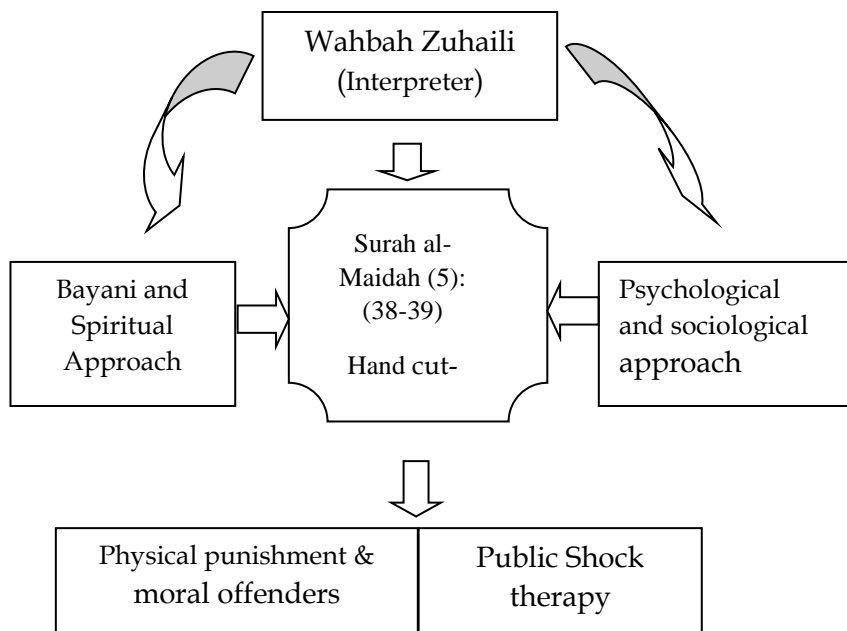 Wahbah Zuhaili
(Interpreter)
Bayani and
Spiritual
Approach
Surah al-
Maidah (5):
(38-39)
Hand cut-
Psychological
and sociological
approach
Physical punishment &
moral offenders
Public Shock
therapy